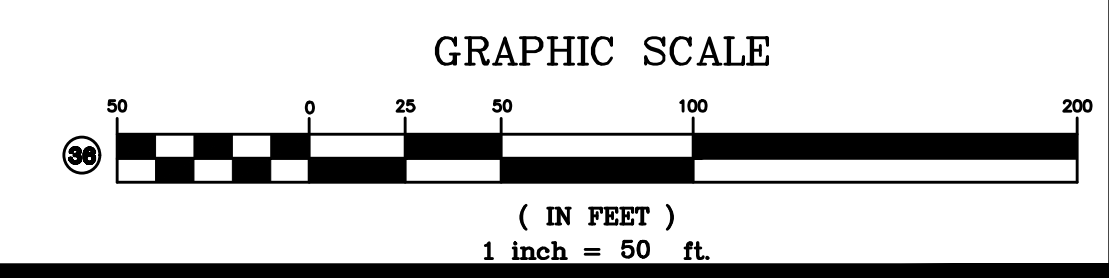 GRAPHIC SCALE
50 0 25 50 100 200
36
( IN FEET )
1 inch = 50 ft.